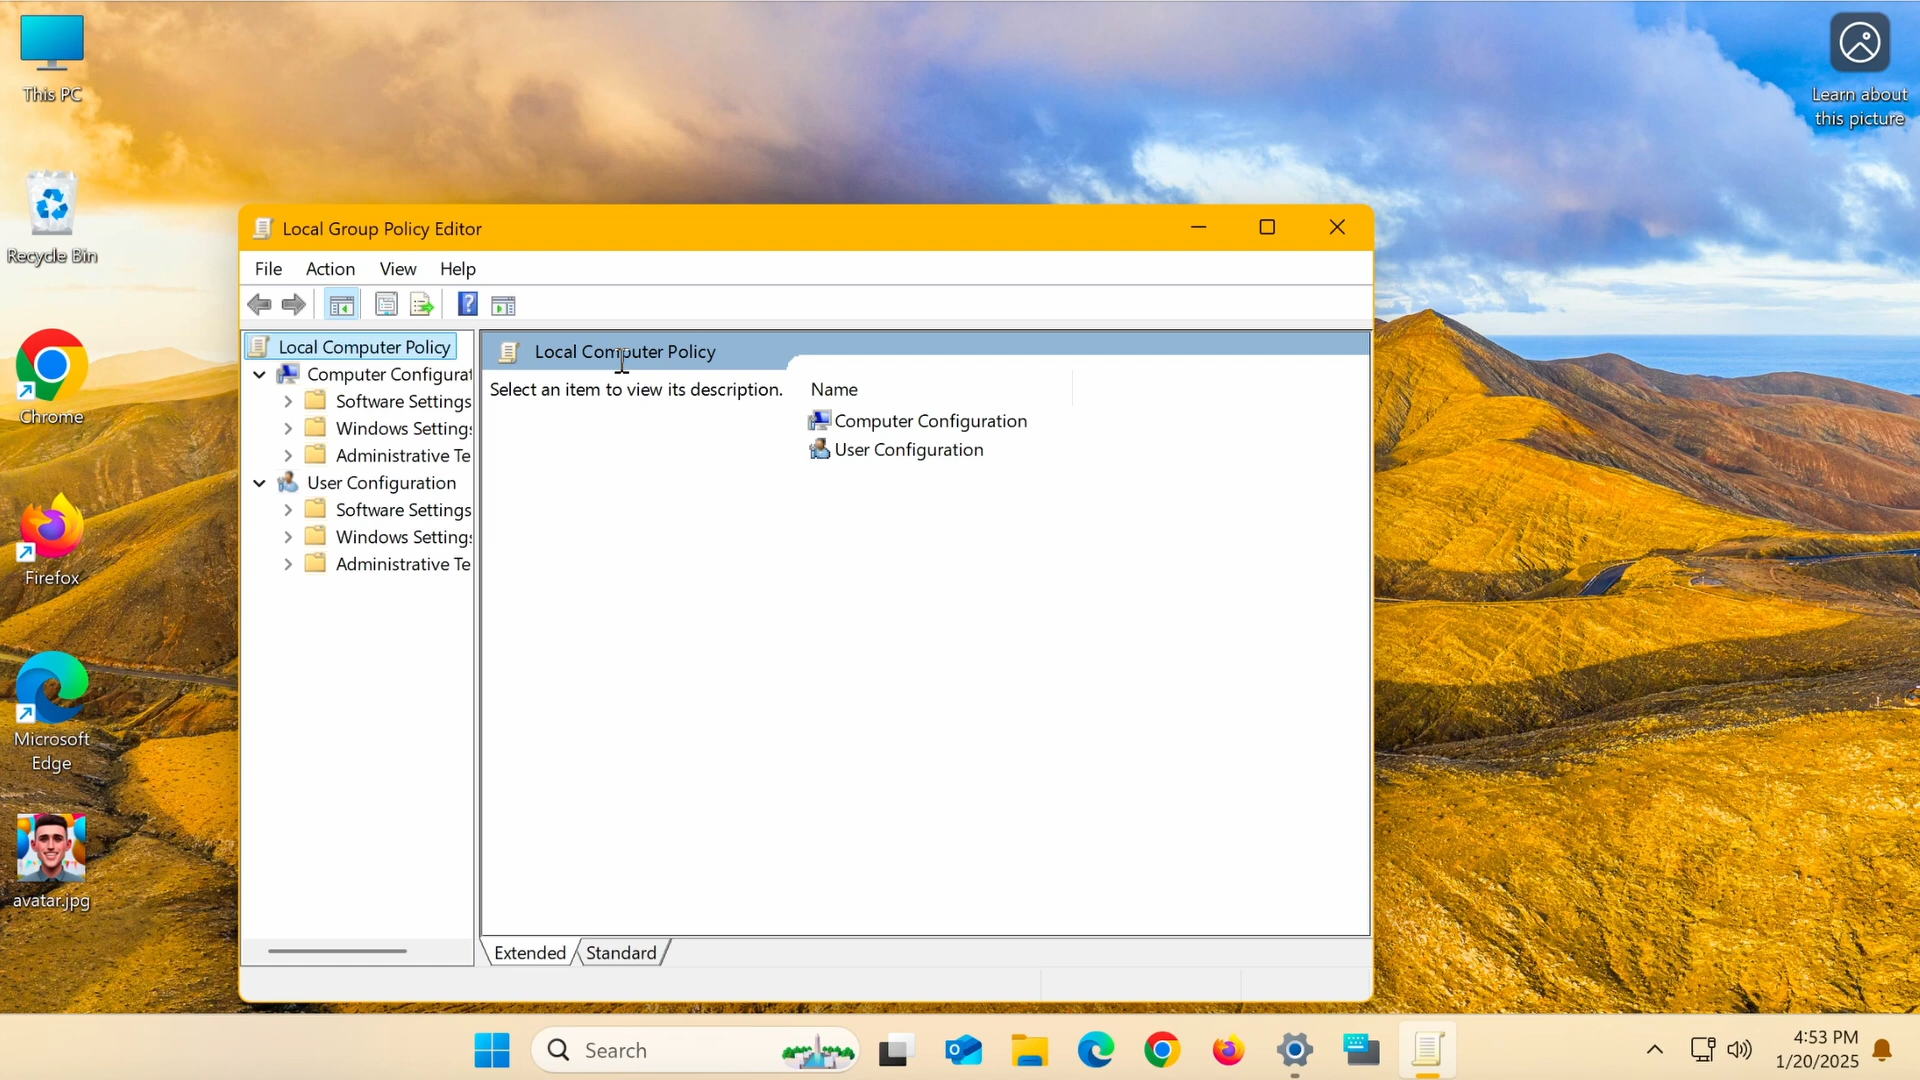 This PC
Recycle Bin
Chrome
Firefox
Microsoft
Edge
avatar.jpg
Learn about
this picture
Local Group Policy Editor
File Action View Help
Local Computer Policy
Computer Configurat
Software Settings
Windows Setting
Administrative Te
User Configuration
Software Settings
Windows Setting
Administrative Te
Local Computer Policy
Select an item to view its description.
Name
Computer Configuration
User Configuration
Extended Standard
Search
4:53 PM
1/20/2025